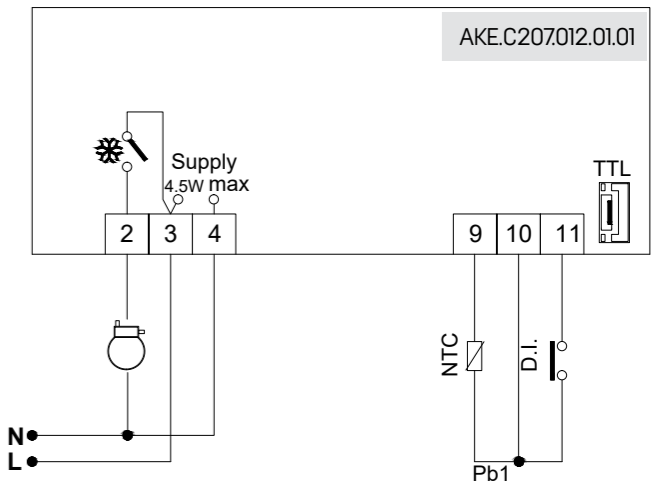 AKE.C207.012.01.01
Supply
4.5W max
TTL
2 3 4
9 10 11
NTC
D.I.
N
L
Pb1